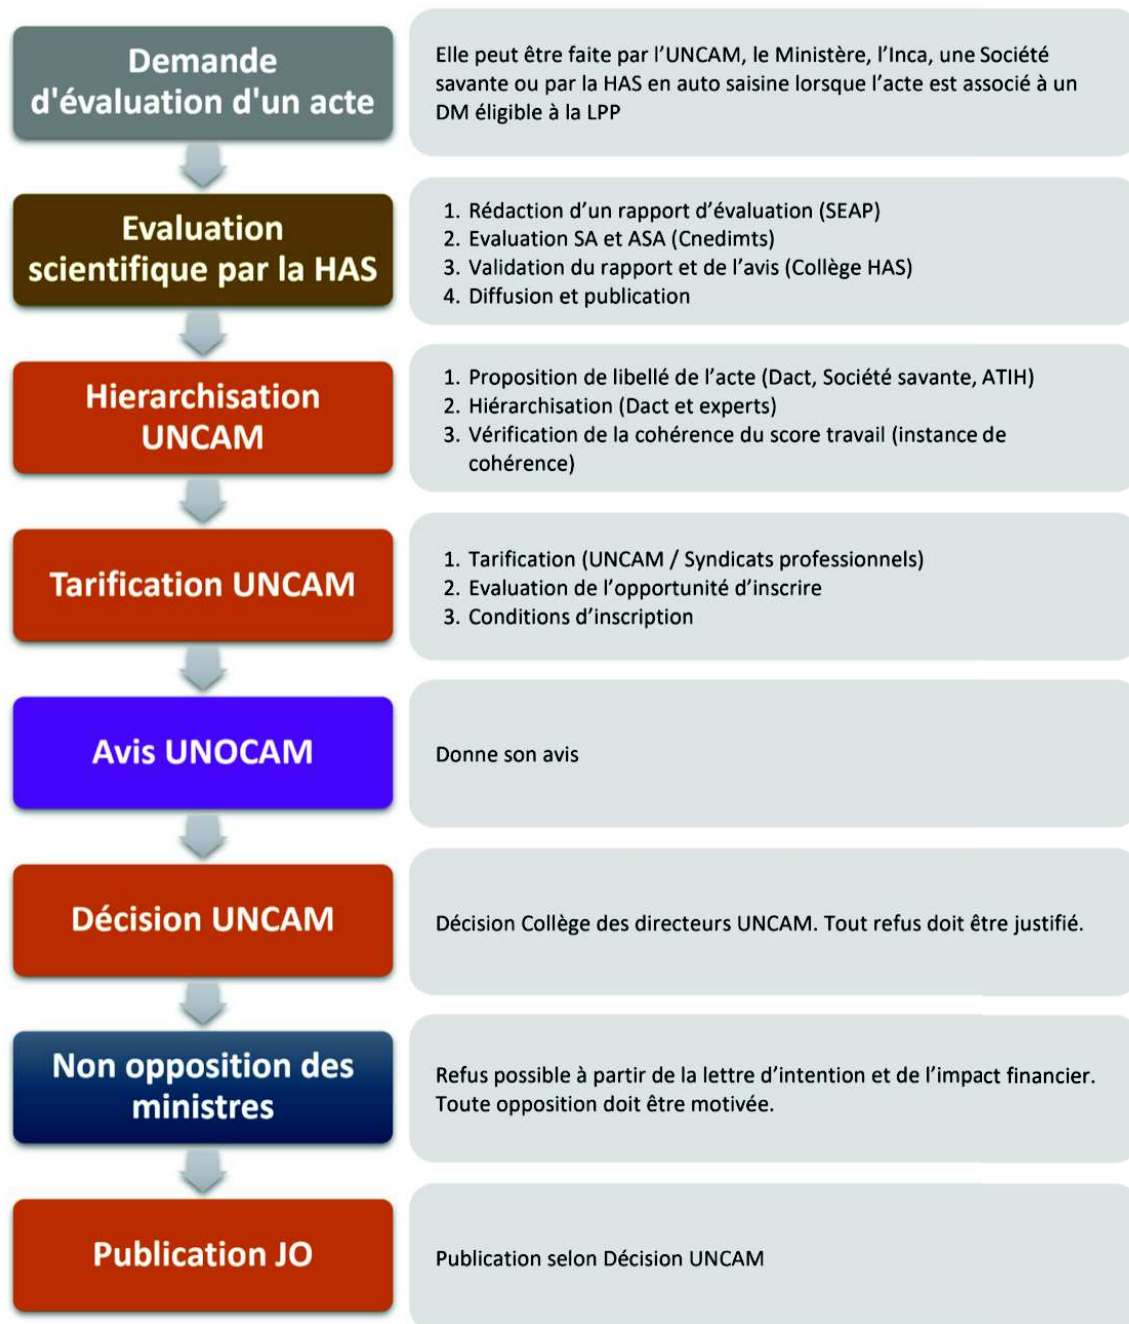 Demande
d'évaluation d'un acte
Elle peut être faite par l'UNCAM, le Ministère, l'Inca, une Société
savante ou par la HAS en auto saisine lorsque l'acte est associé à un
DM éligible à la LPP
Evaluation
scientifique par la HAS
1. Rédaction d'un rapport d'évaluation (SEAP)
2. Evaluation SA et ASA (Cnedimts)
3. Validation du rapport et de l'avis (Collège HAS)
4. Diffusion et publication
Hierarchisation
UNCAM
1. Proposition de libellé de l'acte (Dact, Société savante, ATIH)
2. Hiérarchisation (Dact et experts)
3. Vérification de la cohérence du score travail (instance de
cohérence)
Tarification UNCAM
1. Tarification (UNCAM / Syndicats professionnels)
2. Evaluation de l'opportunité d'inscrire
3. Conditions d'inscription
Avis UNOCAM
Donne son avis
Décision UNCAM
Décision Collège des directeurs UNCAM. Tout refus doit être justifié.
Non opposition des
ministres
Refus possible à partir de la lettre d'intention et de l'impact financier.
Toute opposition doit être motivée.
Publication JO
Publication selon Décision UNCAM